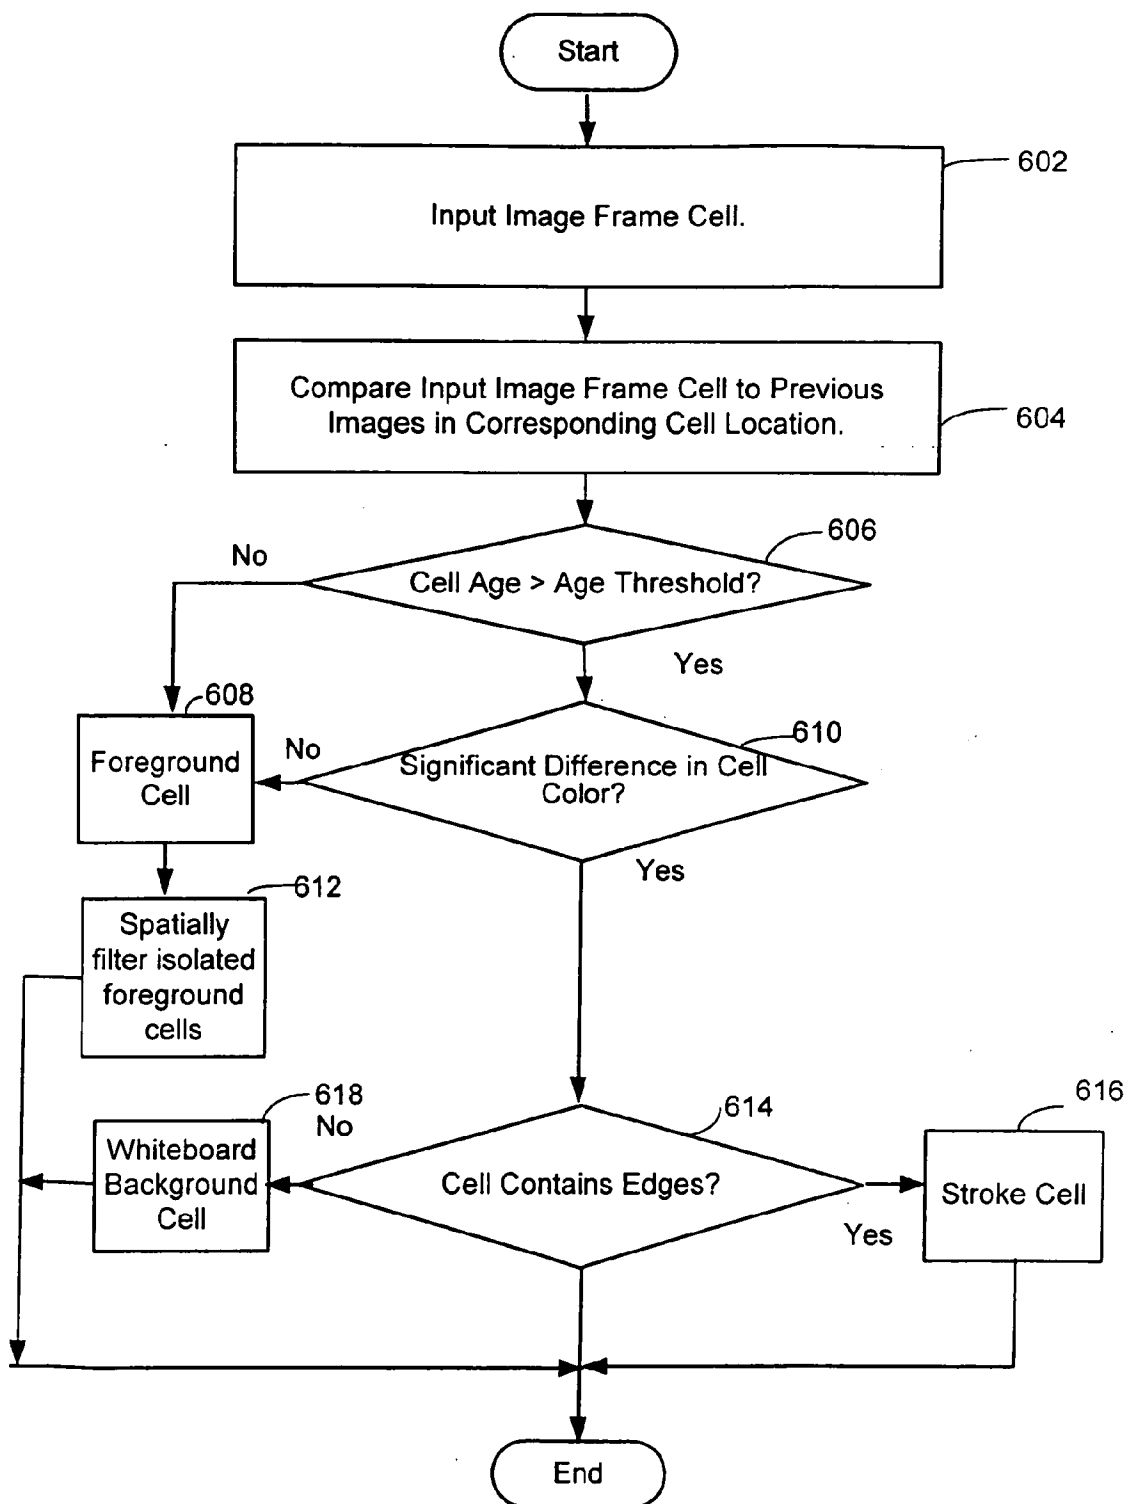 Start
602
Input Image Frame Cell.
Compare Input Image Frame Cell to Previous
Images in Corresponding Cell Location.
604
606
No
Cell Age > Age Threshold?
Yes
608
610
No
Foreground
Cell
Significant Difference in Cell
Color?
Yes
612
Spatially
filter isolated
foreground
cells
618
No
614
616
Whiteboard
Background
Cell
Cell Contains Edges?
Stroke Cell
Yes
End